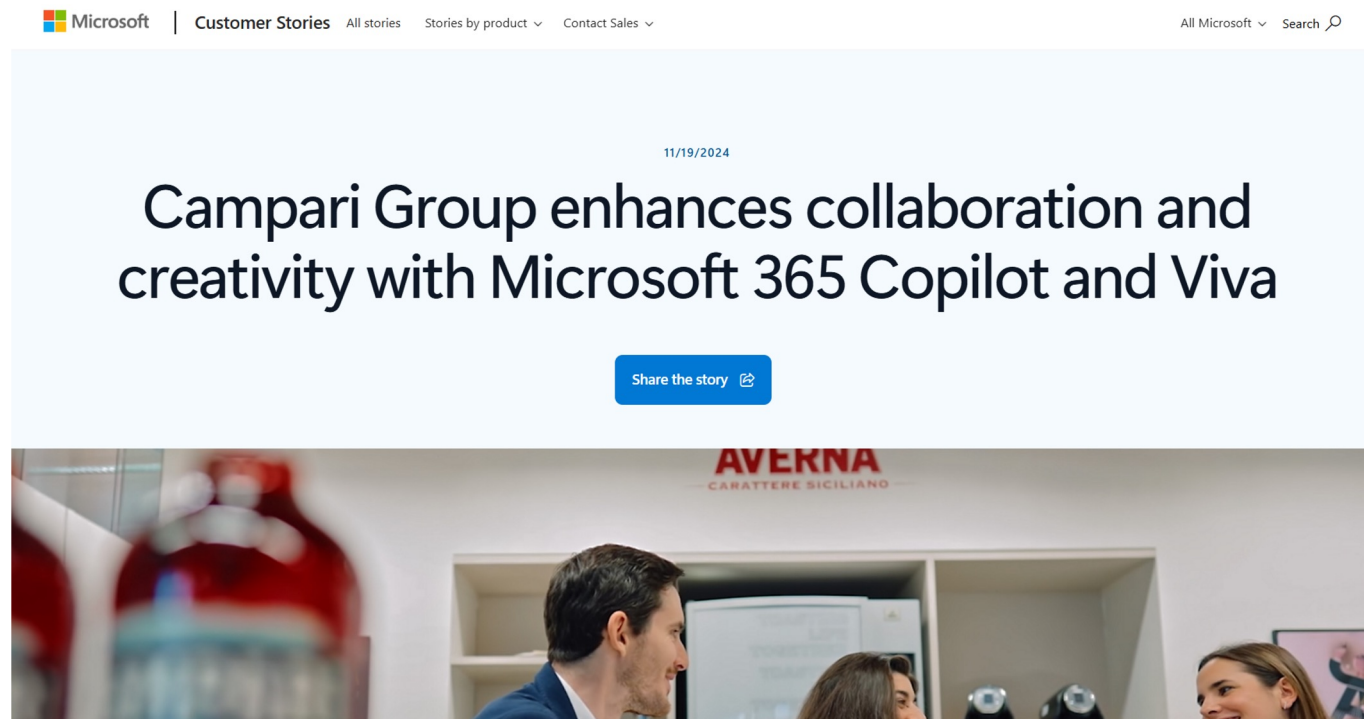 Microsoft | Customer Stories All stories Stories by product Contact Sales All Microsoft Search
11/19/2024
Campari Group enhances collaboration and
creativity with Microsoft 365 Copilot and Viva
Share the story
AVERNA
CARATTERE SICILIANO